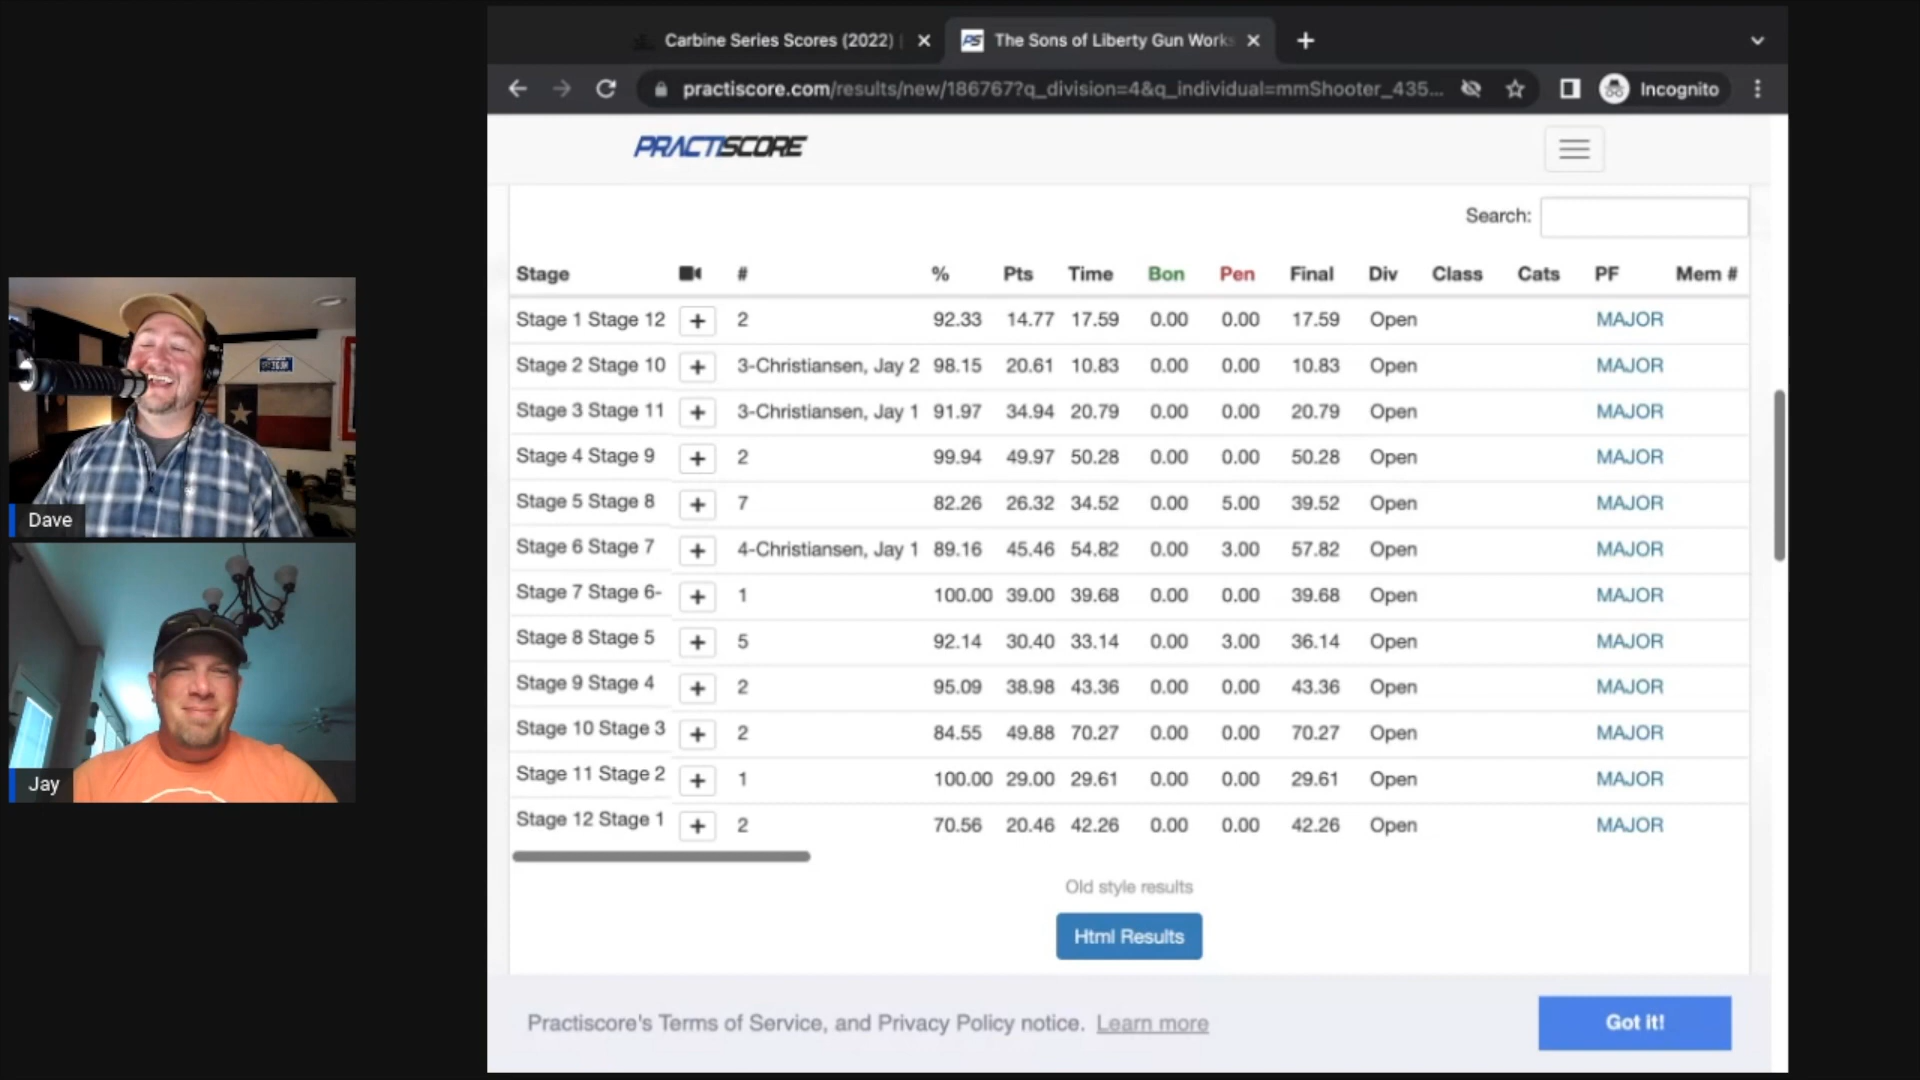 Carbine Series Scores (2022) |
The Sons of Liberty Gun Works
practiscore.com/results/new/186767?q_division=4&q_individual=mmShooter_435...
Incognito
PRACTISCORE
Search:
Stage # % Pts Time Bon Pen Final Div Class Cats PF Mem #
Stage 1 Stage 12 + 2 92.33 14.77 17.59 0.00 0.00 17.59 Open MAJOR
Stage 2 Stage 10 + 3-Christiansen, Jay 2 98.15 20.61 10.83 0.00 0.00 10.83 Open MAJOR
Stage 3 Stage 11 + 3-Christiansen, Jay 1 91.97 34.94 20.79 0.00 0.00 20.79 Open MAJOR
Stage 4 Stage 9 + 2 99.94 49.97 50.28 0.00 0.00 50.28 Open MAJOR
Stage 5 Stage 8 + 7 82.26 26.32 34.52 0.00 5.00 39.52 Open MAJOR
Stage 6 Stage 7 + 4-Christiansen, Jay 1 89.16 45.46 54.82 0.00 3.00 57.82 Open MAJOR
Stage 7 Stage 6- + 1 100.00 39.00 39.68 0.00 0.00 39.68 Open MAJOR
Stage 8 Stage 5 + 5 92.14 30.40 33.14 0.00 3.00 36.14 Open MAJOR
Stage 9 Stage 4 + 2 95.09 38.98 43.36 0.00 0.00 43.36 Open MAJOR
Stage 10 Stage 3 + 2 84.55 49.88 70.27 0.00 0.00 70.27 Open MAJOR
Stage 11 Stage 2 + 1 100.00 29.00 29.61 0.00 0.00 29.61 Open MAJOR
Stage 12 Stage 1 + 2 70.56 20.46 42.26 0.00 0.00 42.26 Open MAJOR
Old style results
Html Results
Practiscore's Terms of Service, and Privacy Policy notice. Learn more
Got it!
Dave
Jay